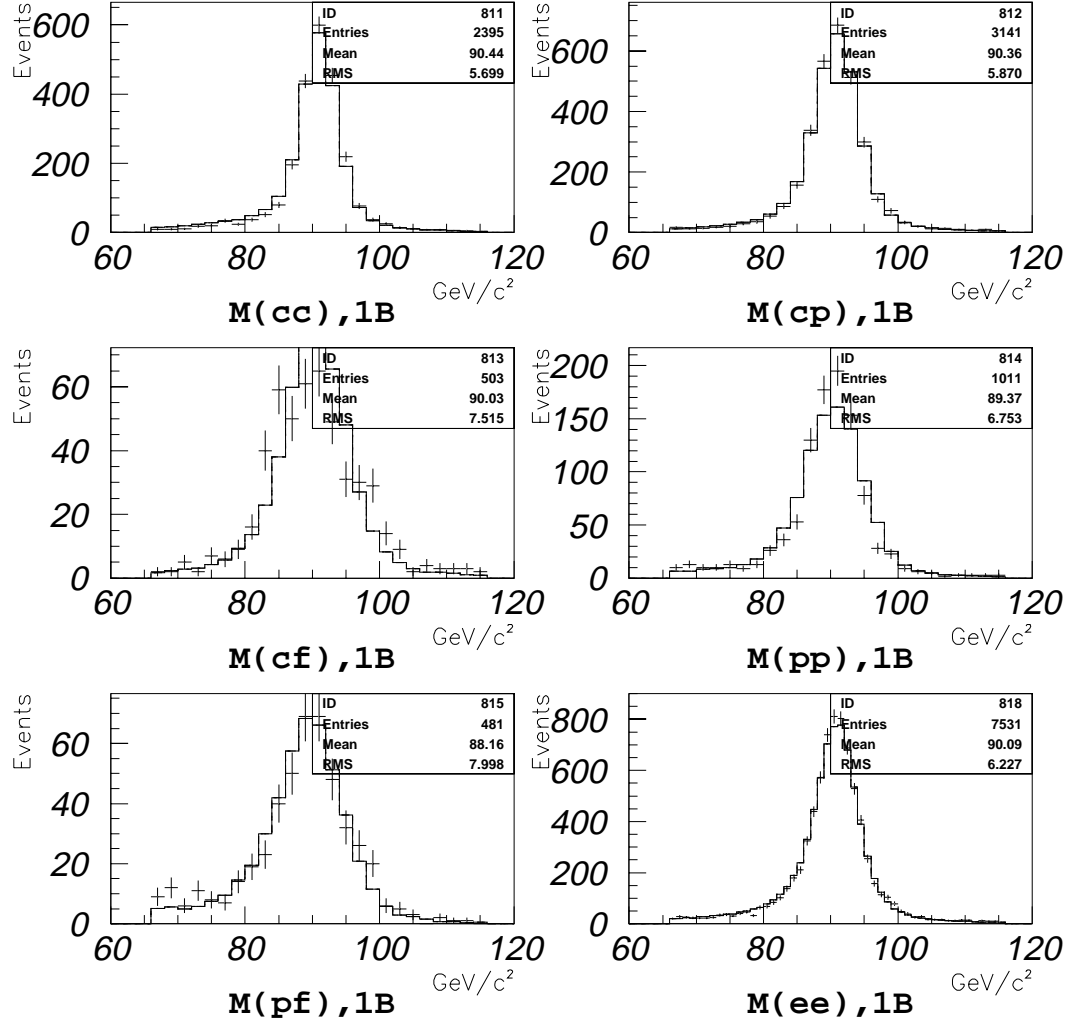 Events
600
400
200
0
60 80 100 120
GeV/c²
M(cc),1B
ID 811
Entries 2395
Mean 90.44
RMS 5.699
Events
600
400
200
0
60 80 100 120
GeV/c²
M(cp),1B
ID 812
Entries 3141
Mean 90.36
RMS 5.870
Events
60
40
20
0
60 80 100 120
GeV/c²
M(cf),1B
ID 813
Entries 503
Mean 90.03
RMS 7.515
Events
200
150
100
50
0
60 80 100 120
GeV/c²
M(pp),1B
ID 814
Entries 1011
Mean 89.37
RMS 6.753
Events
60
40
20
0
60 80 100 120
GeV/c²
M(pf),1B
ID 815
Entries 481
Mean 88.16
RMS 7.998
Events
800
600
400
200
0
60 80 100 120
GeV/c²
M(ee),1B
ID 818
Entries 7531
Mean 90.09
RMS 6.227